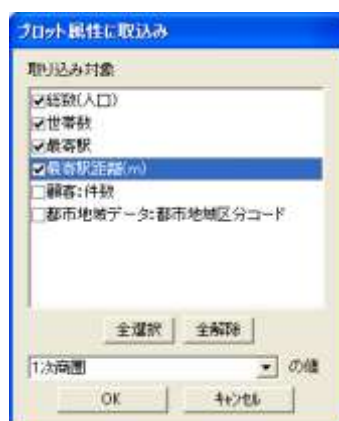 プロット属性に取込み
取り込み対象
総数(人口)
世帯数
最寄駅
最寄駅距離(m)
顧客:件数
都市地域データ:都市地域区分コード
全選択 全解除
1次商圏 の値
OK キャンセル